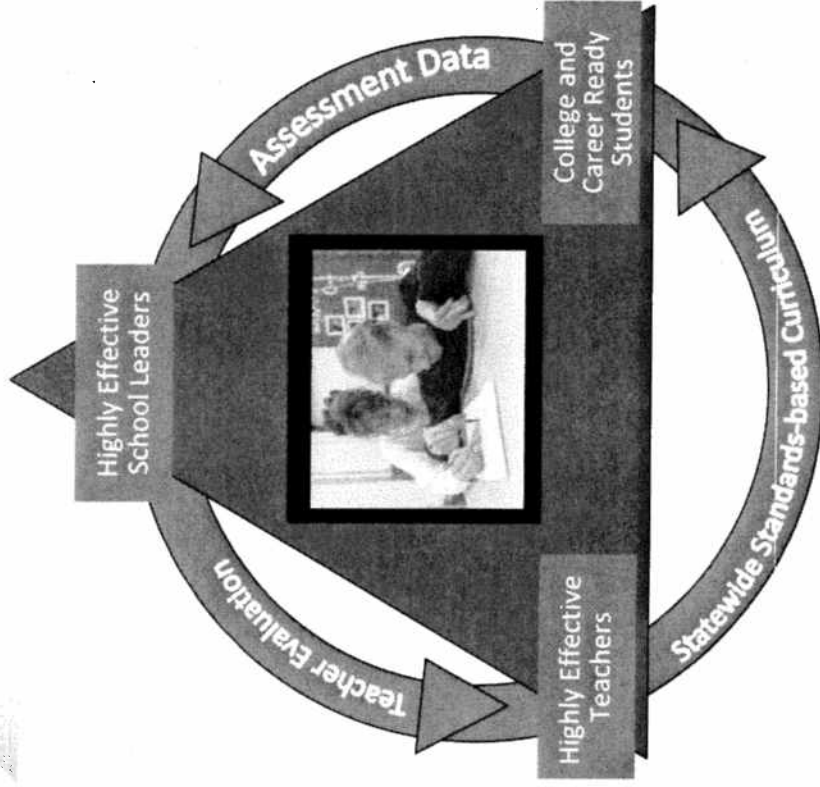 Highly Effective
School Leaders
Assessment Data
College and
Career Ready
Students
Statewide Standards-based Curriculum
Highly Effective
Teachers
Teacher Evaluation